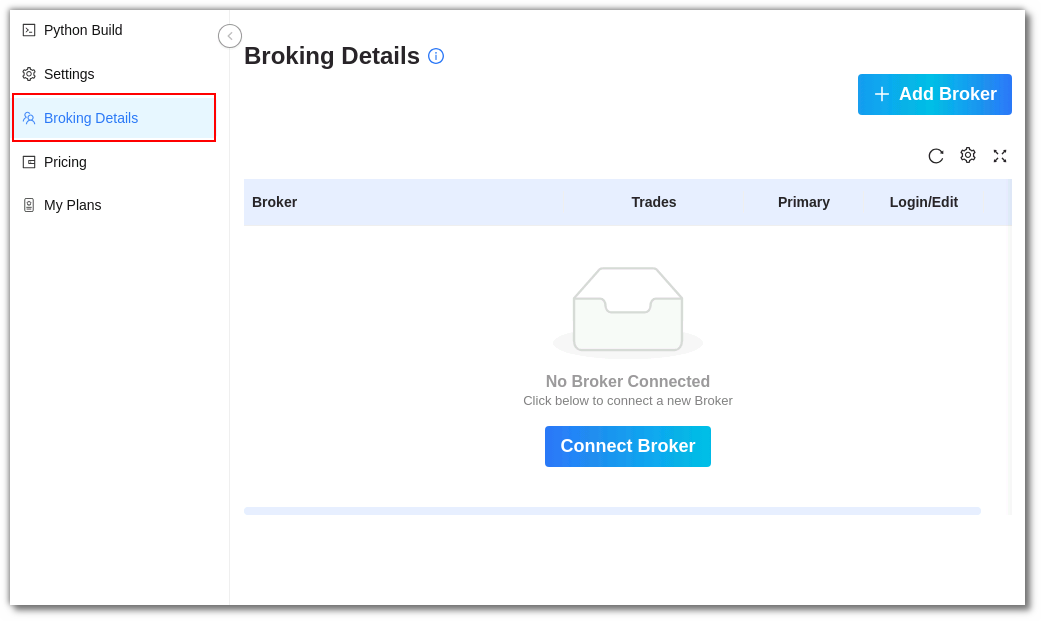 Python Build
Settings
Broking Details
Pricing
My Plans
Broking Details
Add Broker
Broker Trades Primary Login/Edit
No Broker Connected
Click below to connect a new Broker
Connect Broker